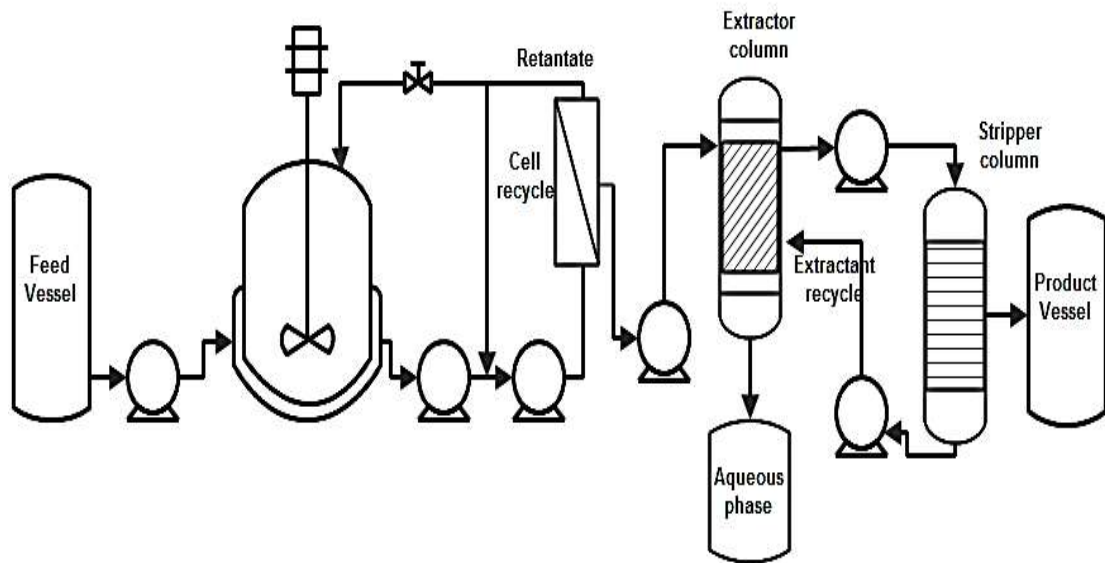 Extractor
column
Retantate
Stripper
column
Cell
recycle
Feed
Vessel
Extractant
recycle
Product
Vessel
Aqueous
phase